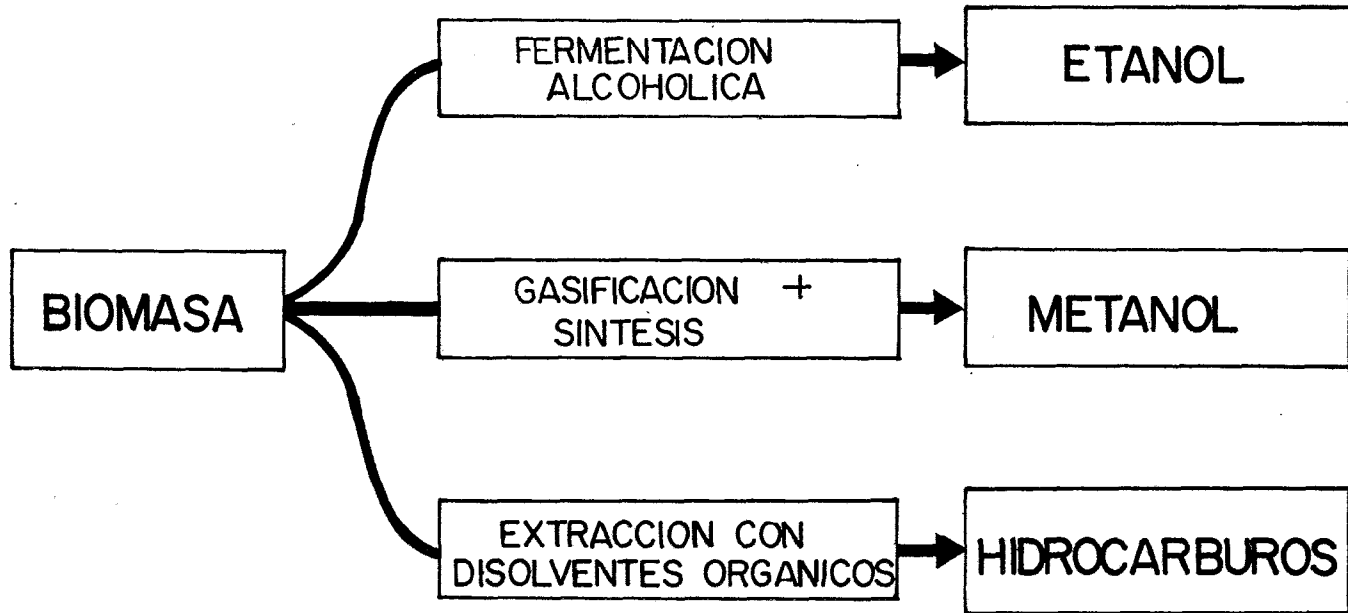 FERMENTACION
ALCOHOLICA
ETANOL
BIOMASA
GASIFICACION +
SINTESIS
METANOL
EXTRACCION CON
DISOLVENTES ORGANICOS
HIDROCARBUROS